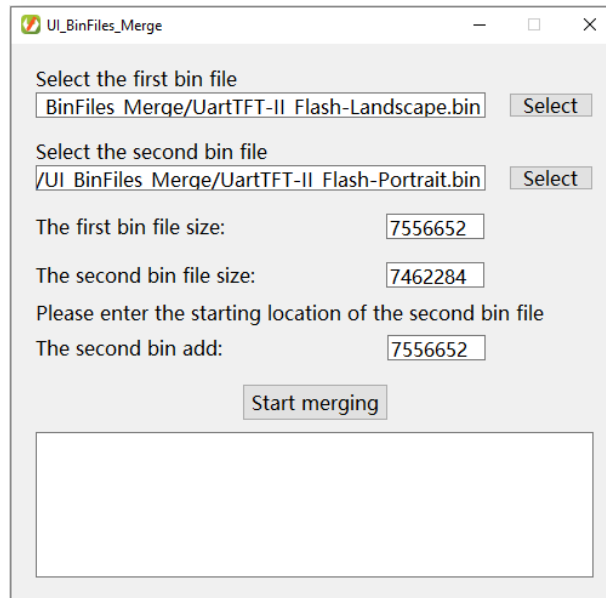 UI_BinFiles_Merge
Select the first bin file
BinFiles_Merge/UartTFT-II_Flash-Landscape.bin
Select
Select the second bin file
/UI_BinFiles_Merge/UartTFT-II_Flash-Portrait.bin
Select
The first bin file size:
7556652
The second bin file size:
7462284
Please enter the starting location of the second bin file
The second bin add:
7556652
Start merging